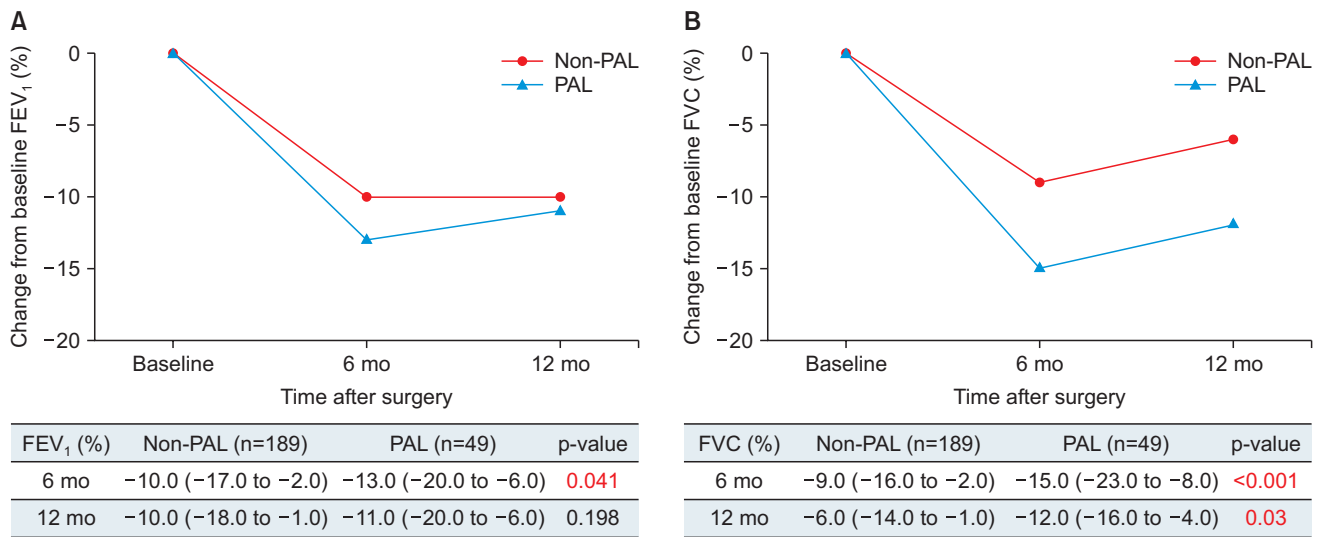 A
Change from baseline FEV₁ (%)
0
−5
−10
−15
−20
Non-PAL
PAL
Baseline 6 mo 12 mo
Time after surgery
FEV₁ (%) Non-PAL (n=189) PAL (n=49) p-value
6 mo −10.0 (−17.0 to −2.0) −13.0 (−20.0 to −6.0) 0.041
12 mo −10.0 (−18.0 to −1.0) −11.0 (−20.0 to −6.0) 0.198
B
Change from baseline FVC (%)
0
−5
−10
−15
−20
Non-PAL
PAL
Baseline 6 mo 12 mo
Time after surgery
FVC (%) Non-PAL (n=189) PAL (n=49) p-value
6 mo −9.0 (−16.0 to −2.0) −15.0 (−23.0 to −8.0) <0.001
12 mo −6.0 (−14.0 to −1.0) −12.0 (−16.0 to −4.0) 0.03